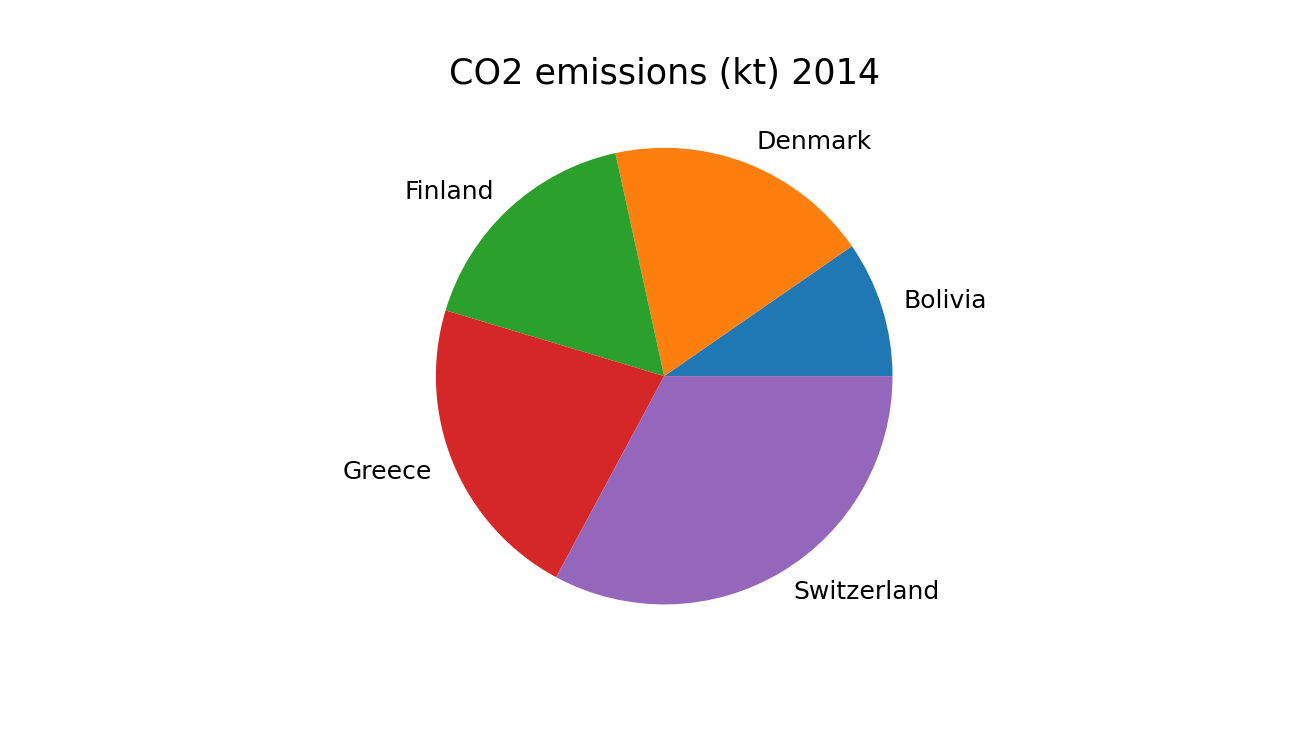 CO2 emissions (kt) 2014
Denmark
Finland
Bolivia
Greece
Switzerland